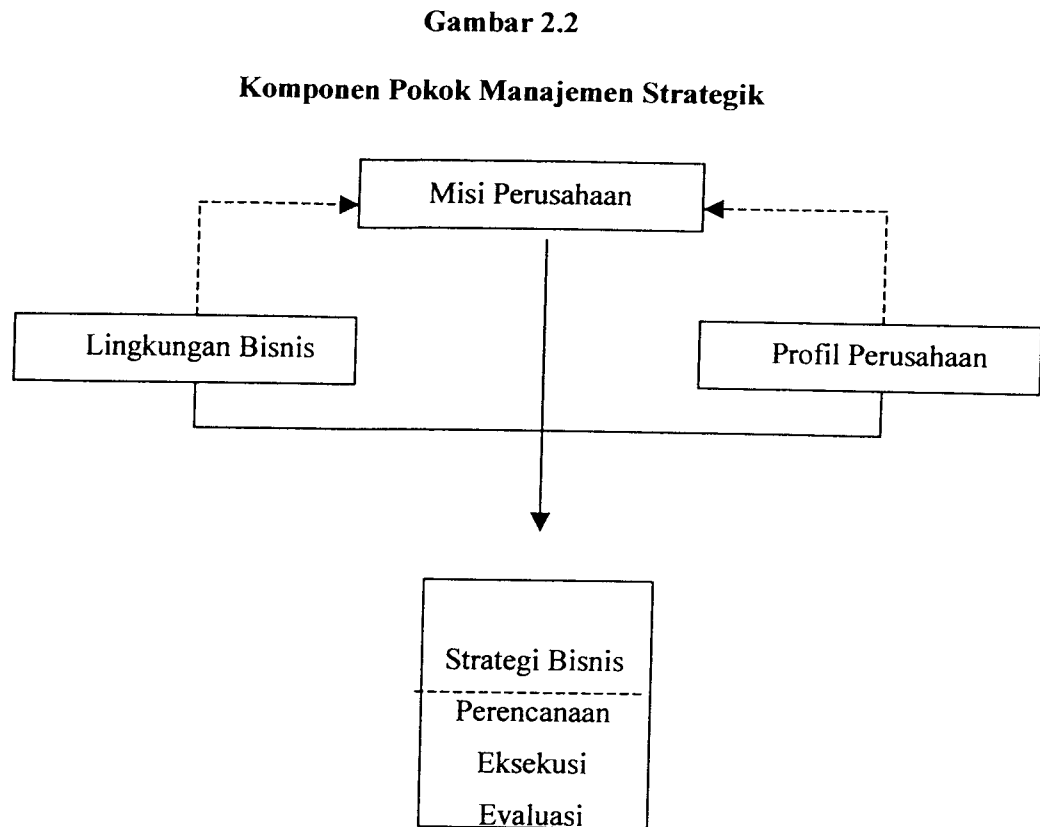 Gambar 2.2
Komponen Pokok Manajemen Strategik
Misi Perusahaan
Lingkungan Bisnis
Profil Perusahaan
Strategi Bisnis
Perencanaan
Eksekusi
Evaluasi